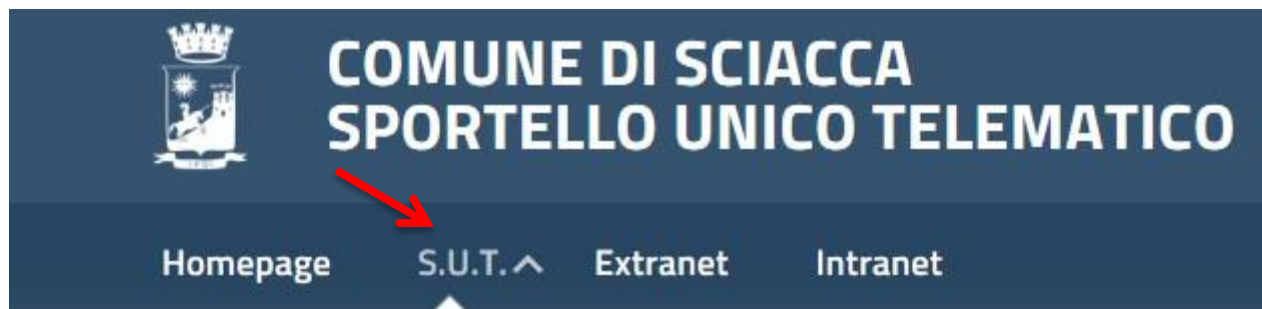 COMUNE DI SCIACCA
SPORTELLO UNICO TELEMATICO
Homepage S.U.T. Extranet Intranet